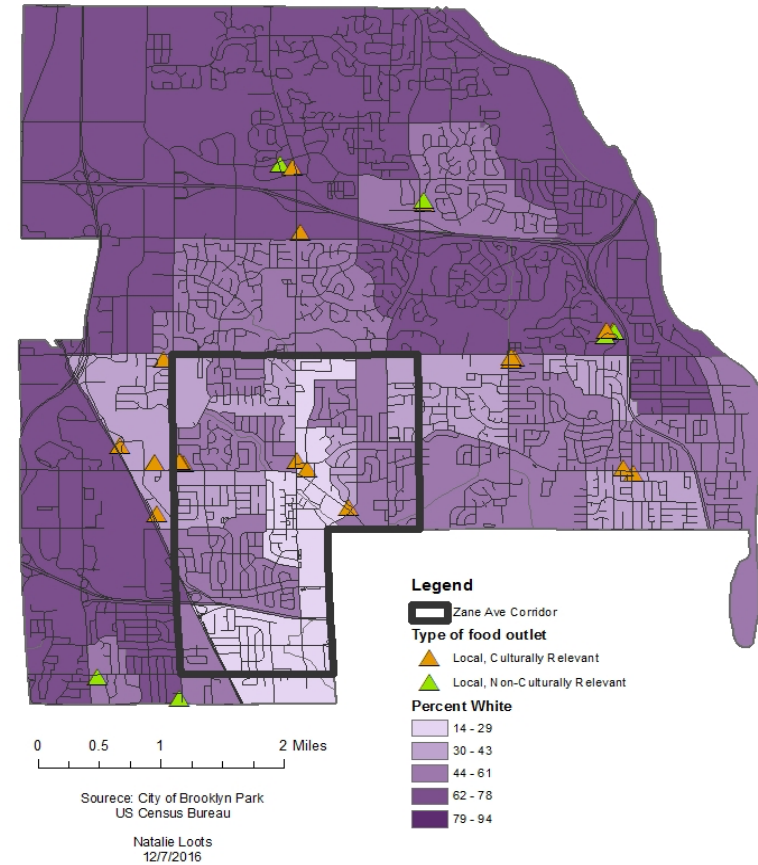 Legend
Zane Ave Corridor
Type of food outlet
Local, Culturally Relevant
Local, Non-Culturally Relevant
Percent White
14 - 29
30 - 43
44 - 61
62 - 78
79 - 94
0 0.5 1 2 Miles
Sourece: City of Brooklyn Park
US Census Bureau
Natalie Loots
12/7/2016